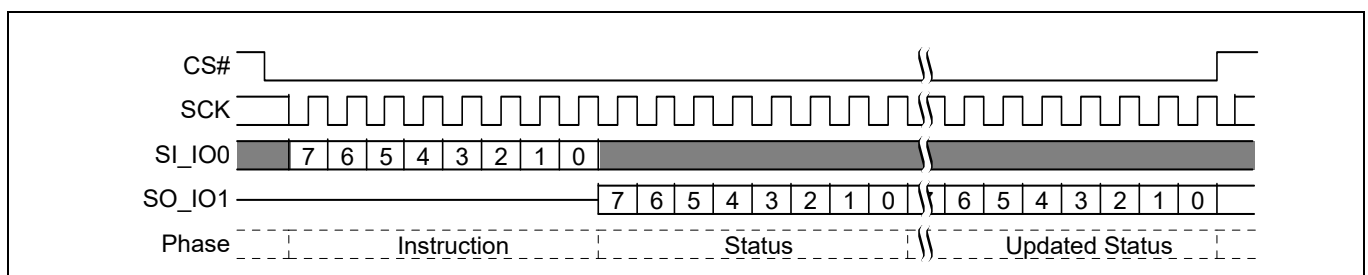 CS#
SCK
SI_IO0 7 6 5 4 3 2 1 0
SO_IO1 7 6 5 4 3 2 1 0 6 5 4 3 2 1 0
Phase Instruction Status Updated Status